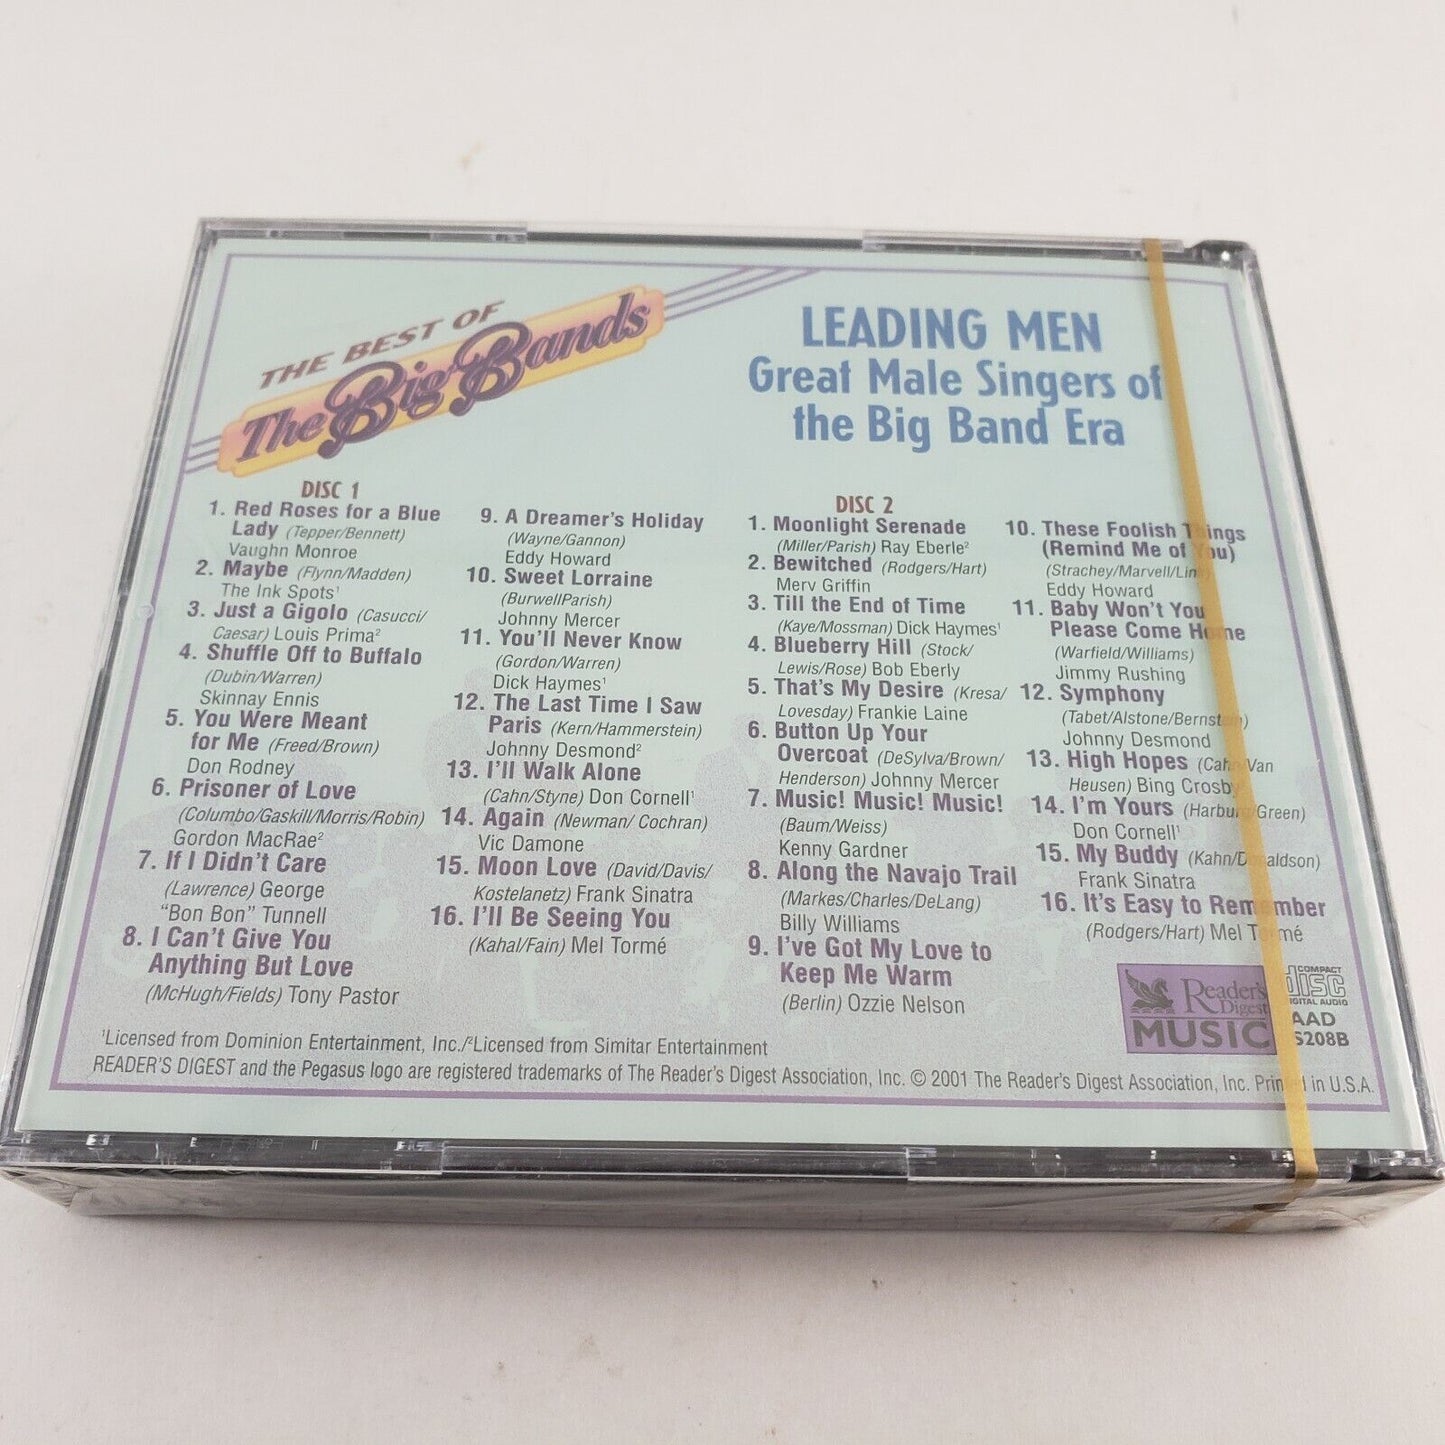 THE BEST OF
The Big Bands
LEADING MEN
Great Male Singers of
the Big Band Era
DISC 1
1. Red Roses for a Blue
Lady (Tepper/Bennett)
Vaughn Monroe
2. Maybe (Flynn/Madden)
The Ink Spots¹
3. Just a Gigolo (Casucci/
Caesar) Louis Prima²
4. Shuffle Off to Buffalo
(Dubin/Warren)
Skinnay Ennis
5. You Were Meant
for Me (Freed/Brown)
Don Rodney
6. Prisoner of Love
(Columbo/Gaskill/Morris/Robin)
Gordon MacRae²
7. If I Didn't Care
(Lawrence) George
"Bon Bon" Tunnell
8. I Can't Give You
Anything But Love
(McHugh/Fields) Tony Pastor
9. A Dreamer's Holiday
(Wayne/Gannon)
Eddy Howard
10. Sweet Lorraine
(BurwellParish)
Johnny Mercer
11. You'll Never Know
(Gordon/Warren)
Dick Haymes¹
12. The Last Time I Saw
Paris (Kern/Hammerstein)
Johnny Desmond²
13. I'll Walk Alone
(Cahn/Styne) Don Cornell¹
14. Again (Newman/ Cochran)
Vic Damone
15. Moon Love (David/Davis/
Kostelanetz) Frank Sinatra
16. I'll Be Seeing You
(Kahal/Fain) Mel Tormé
DISC 2
1. Moonlight Serenade
(Miller/Parish) Ray Eberle²
2. Bewitched (Rodgers/Hart)
Merv Griffin
3. Till the End of Time
(Kaye/Mossman) Dick Haymes¹
4. Blueberry Hill (Stock/
Lewis/Rose) Bob Eberly
5. That's My Desire (Kresa/
Lovesday) Frankie Laine
6. Button Up Your
Overcoat (DeSylva/Brown/
Henderson) Johnny Mercer
7. Music! Music! Music!
(Baum/Weiss)
Kenny Gardner
8. Along the Navajo Trail
(Markes/Charles/DeLang)
Billy Williams
9. I've Got My Love to
Keep Me Warm
(Berlin) Ozzie Nelson
10. These Foolish Things
(Remind Me of You)
(Strachey/Marvell/Link)
Eddy Howard
11. Baby Won't You
Please Come Home
(Warfield/Williams)
Jimmy Rushing
12. Symphony
(Tabet/Alstone/Bernstein)
Johnny Desmond
13. High Hopes (Cahn/Van
Heusen) Bing Crosby
14. I'm Yours (Harburg/Green)
Don Cornell¹
15. My Buddy (Kahn/Donaldson)
Frank Sinatra
16. It's Easy to Remember
(Rodgers/Hart) Mel Tormé
Reader's
Digest
MUSIC
COMPACT
disc
DIGITAL AUDIO
AAD
S208B
¹Licensed from Dominion Entertainment, Inc./²Licensed from Simitar Entertainment
READER'S DIGEST and the Pegasus logo are registered trademarks of The Reader's Digest Association, Inc. © 2001 The Reader's Digest Association, Inc. Printed in U.S.A.